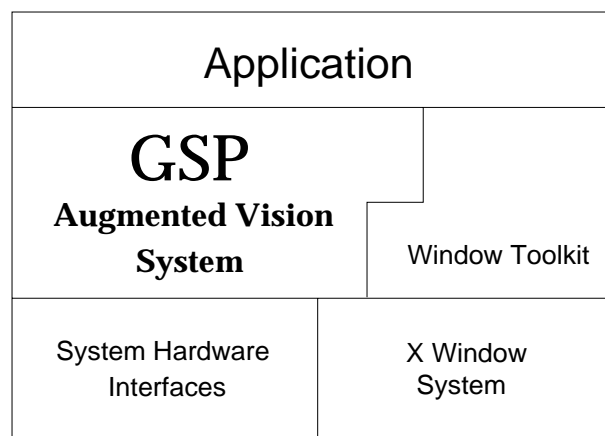 Application
GSP
Augmented Vision
System
Window Toolkit
System Hardware
Interfaces
X Window
System